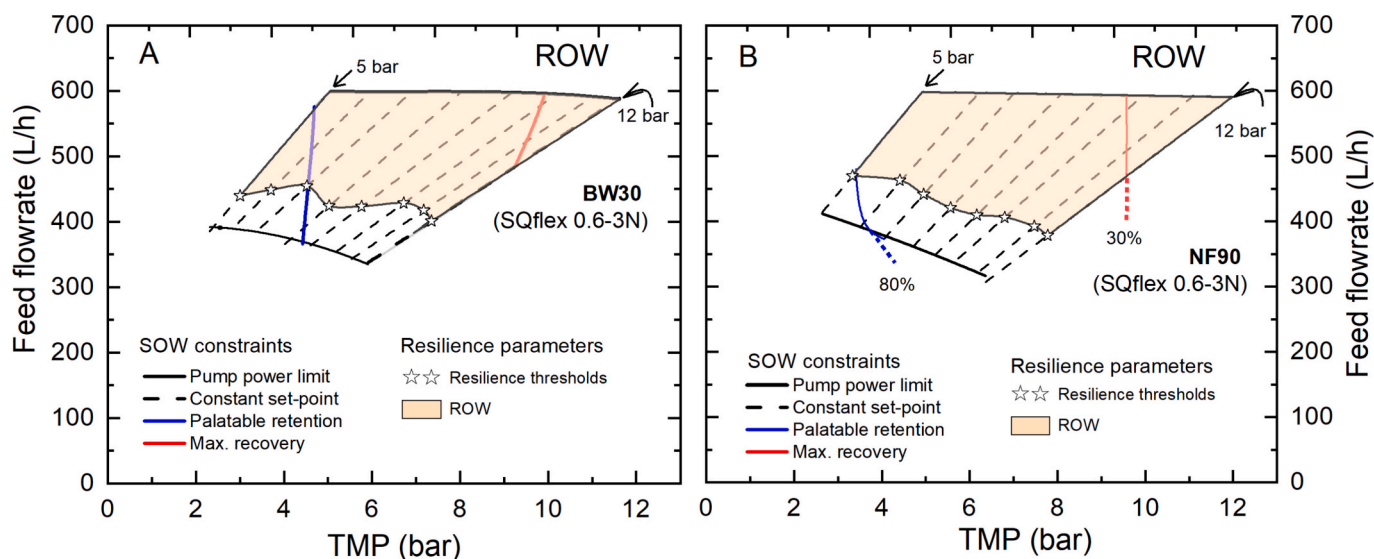 A
ROW
5 bar
12 bar
BW30
(SQflex 0.6-3N)
SOW constraints
Pump power limit
Constant set-point
Palatable retention
Max. recovery
Resilience parameters
Resilience thresholds
ROW
700
600
500
400
300
200
100
0
Feed flowrate (L/h)
0 2 4 6 8 10 12
TMP (bar)
B
ROW
5 bar
12 bar
30%
80%
NF90
(SQflex 0.6-3N)
SOW constraints
Pump power limit
Constant set-point
Palatable retention
Max. recovery
Resilience parameters
Resilience thresholds
ROW
700
600
500
400
300
200
100
0
Feed flowrate (L/h)
0 2 4 6 8 10 12
TMP (bar)